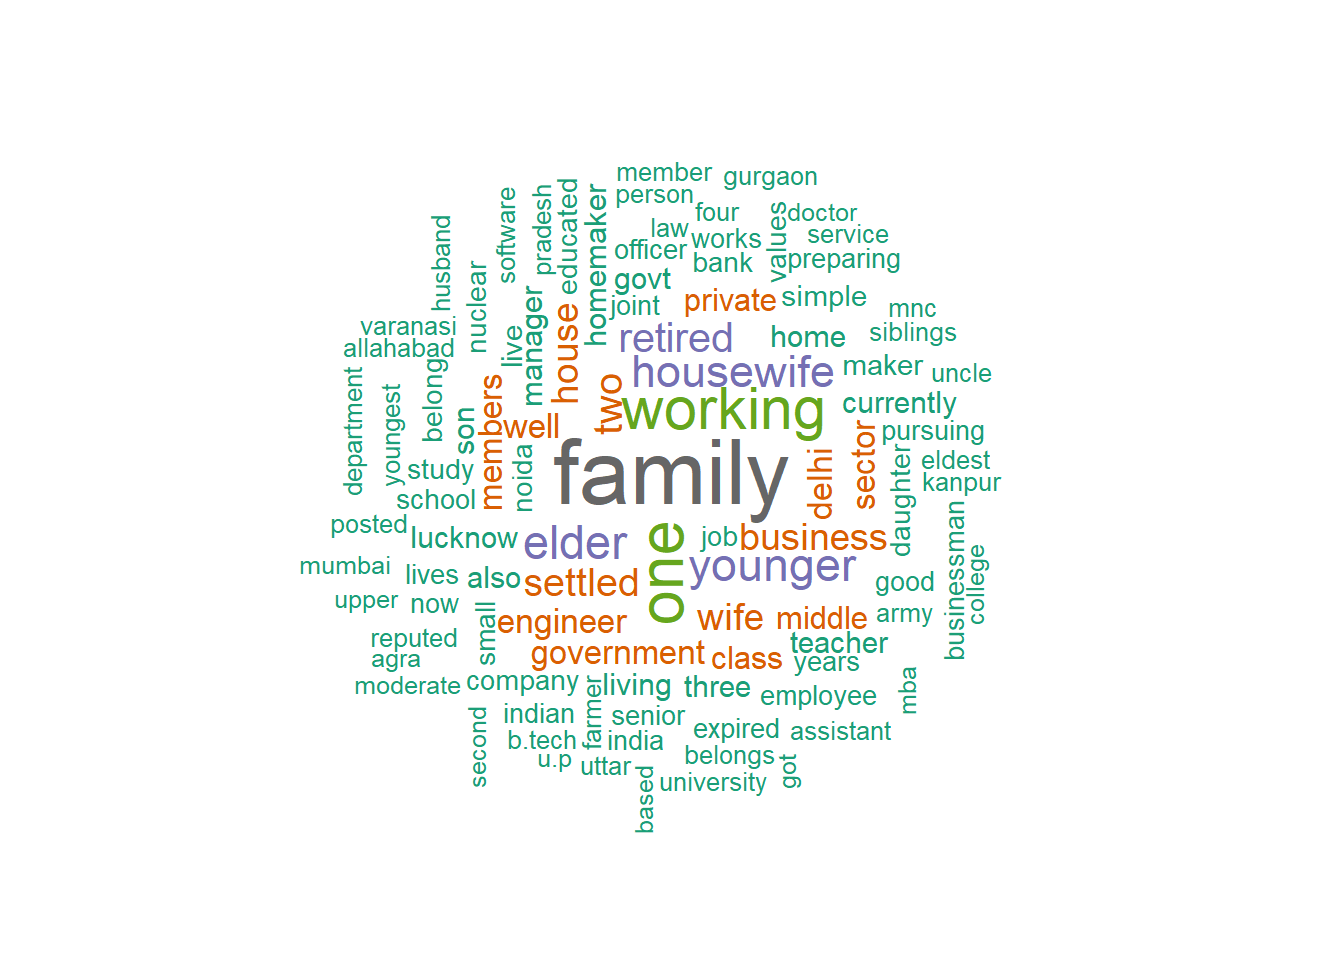 member
gurgaon
person
four
values
doctor
law
works
service
officer
bank
preparing
husband
software
pradesh
educated
homemaker
govt
nuclear
joint
private
simple
mnc
varanasi
live
manager
house
retired
home
siblings
allahabad
housewife
maker
uncle
department
youngest
belong
son
members
well
two
working
currently
pursuing
study
noida
family
delhi
sector
daughter
eldest
school
kanpur
posted
lucknow
elder
one
job
business
businessman
college
mumbai
lives
also
settled
younger
good
upper
now
small
engineer
wife
middle
army
reputed
government
class
teacher
agra
years
moderate
company
living
three
employee
mba
second
indian
farmer
senior
expired
assistant
b.tech
india
belongs
u.p
uttar
based
university
got